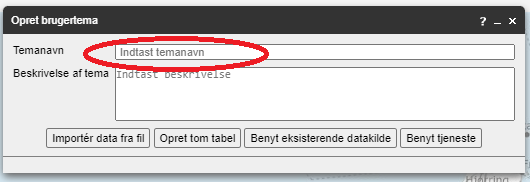 Opret brugertema
? _ ×
Temanavn
Indtast temanavn
Beskrivelse af tema
Indtast beskrivelse
Importér data fra fil
Opret tom tabel
Benyt eksisterende datakilde
Benyt tjeneste
Hjørring